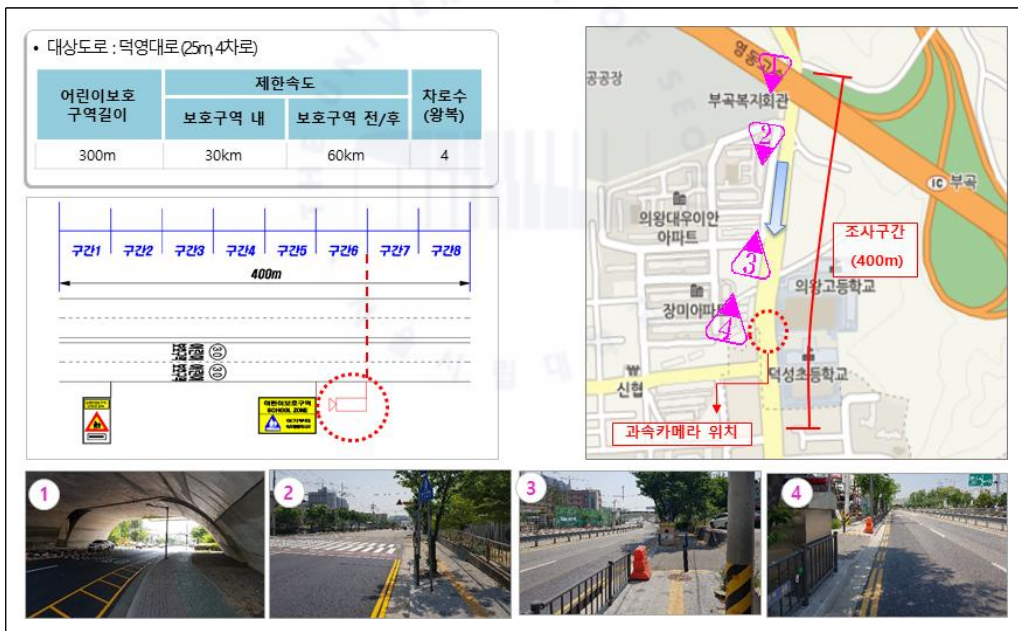 • 대상도로 : 덕영대로 (25m, 4차로)
어린이보호 구역길이
제한속도
차로수 (왕복)
보호구역 내
보호구역 전/후
300m
30km
60km
4
구간1
구간2
구간3
구간4
구간5
구간6
구간7
구간8
400m
30
30
어린이보호구역
SCHOOL ZONE
공공장
영동고
1
부곡복지회관
2
IC 부곡
의왕대우이안
아파트
3
조사구간
(400m)
의왕고등학교
장미아파트
4
덕성초등학교
신협
과속카메라 위치
1
2
3
4